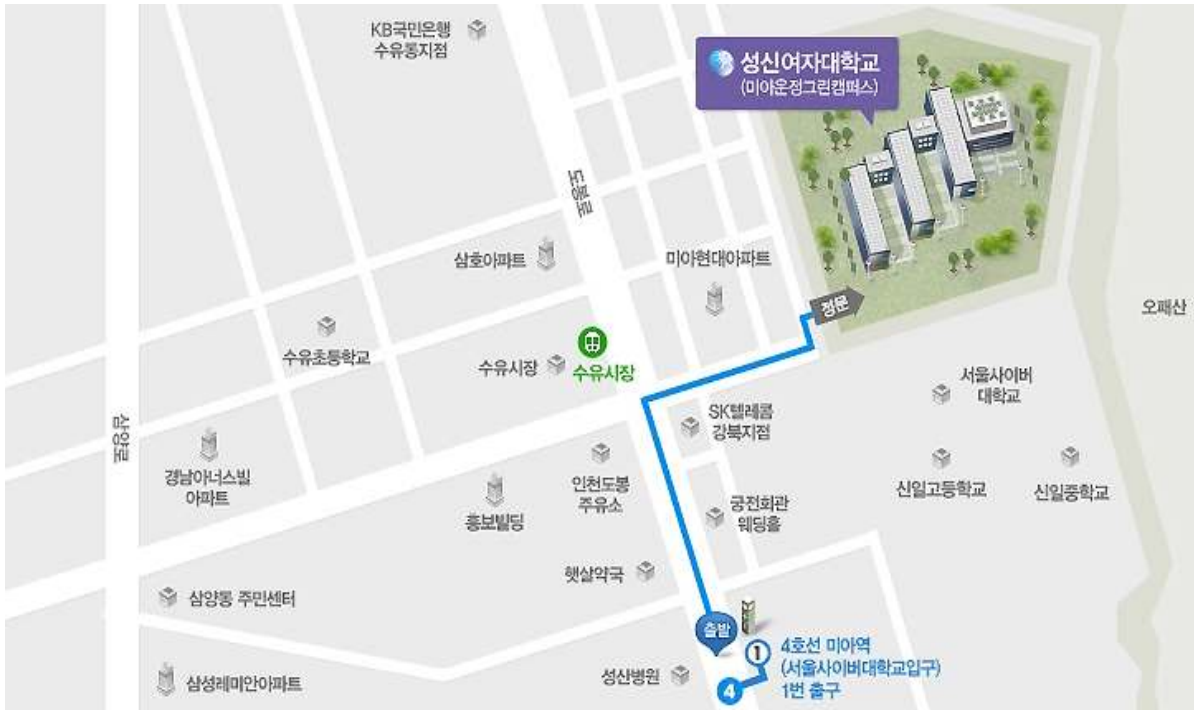 KB국민은행
수유동지점
성신여자대학교
(미아운정그린캠퍼스)
도봉로
삼호아파트
미아현대아파트
정문
오패산
수유초등학교
수유시장
수유시장
서울사이버
대학교
SK텔레콤
강북지점
삼양로
경남아너스빌
아파트
홍보빌딩
인천도봉
주유소
신일고등학교
신일중학교
궁전회관
웨딩홀
햇살약국
삼양동 주민센터
출발
1
4호선 미아역
(서울사이버대학교입구)
1번 출구
4
성산병원
삼성레미안아파트